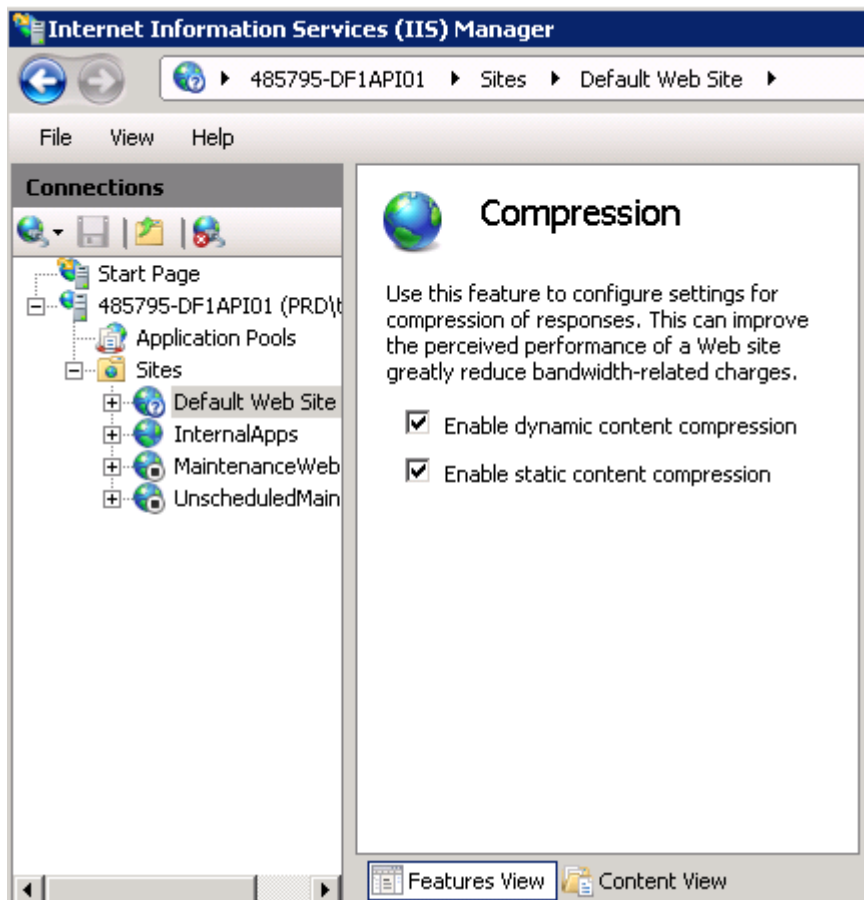 Internet Information Services (IIS) Manager
485795-DF1API01 Sites Default Web Site
File View Help
Connections
Start Page
485795-DF1API01 (PRD\t
Application Pools
Sites
Default Web Site
InternalApps
MaintenanceWeb
UnscheduledMain
Compression
Use this feature to configure settings for
compression of responses. This can improve
the perceived performance of a Web site
greatly reduce bandwidth-related charges.
Enable dynamic content compression
Enable static content compression
Features View Content View